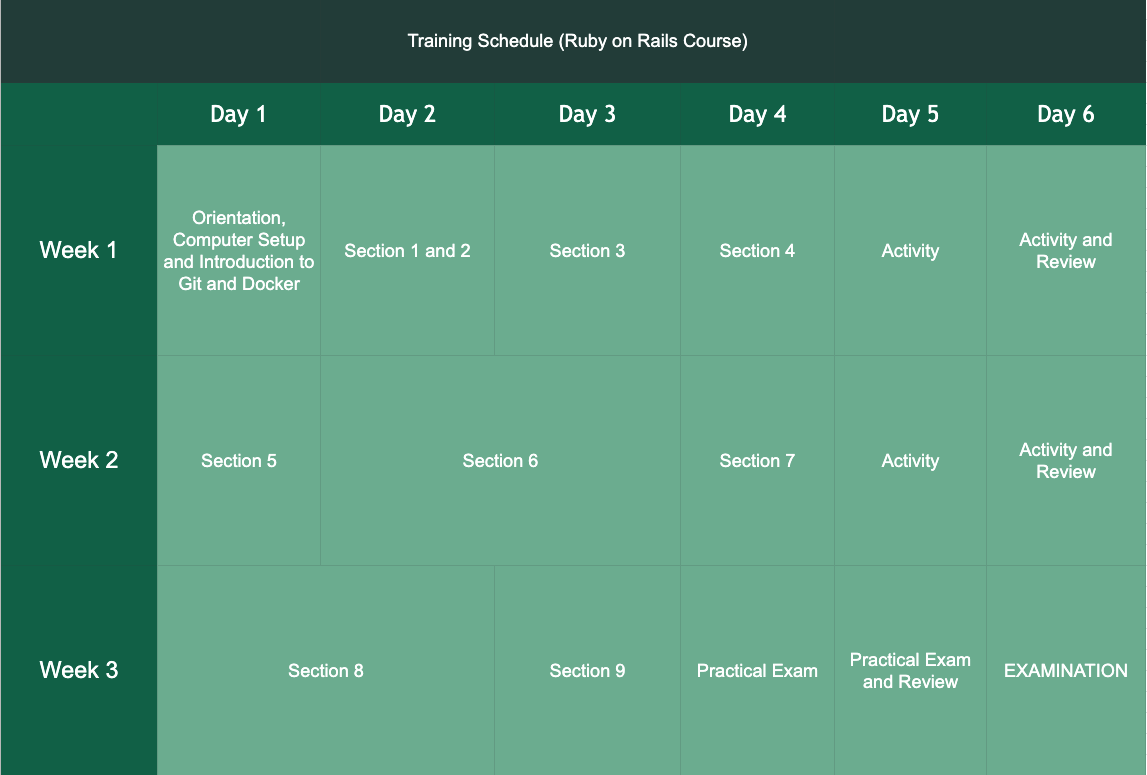 Training Schedule (Ruby on Rails Course)
Day 1
Day 2
Day 3
Day 4
Day 5
Day 6
Week 1
Orientation,
Computer Setup
and Introduction to
Git and Docker
Section 1 and 2
Section 3
Section 4
Activity
Activity and
Review
Week 2
Section 5
Section 6
Section 7
Activity
Activity and
Review
Week 3
Section 8
Section 9
Practical Exam
Practical Exam
and Review
EXAMINATION